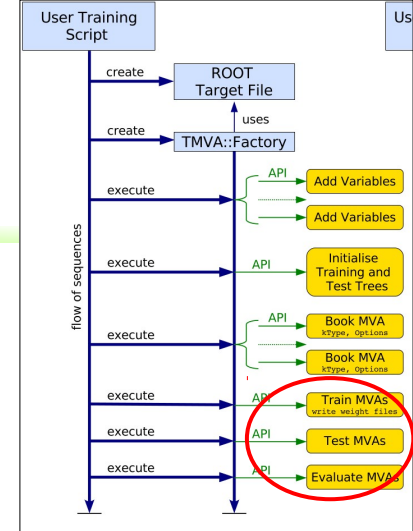 User Training
Script
Us
create
ROOT
Target File
uses
create
TMVA::Factory
execute
API
Add Variables
Add Variables
flow of sequences
execute
API
Initialise
Training and
Test Trees
execute
API
Book MVA
kType, Options
Book MVA
kType, Options
execute
API
Train MVAs
write weight files
execute
API
Test MVAs
execute
API
Evaluate MVAs